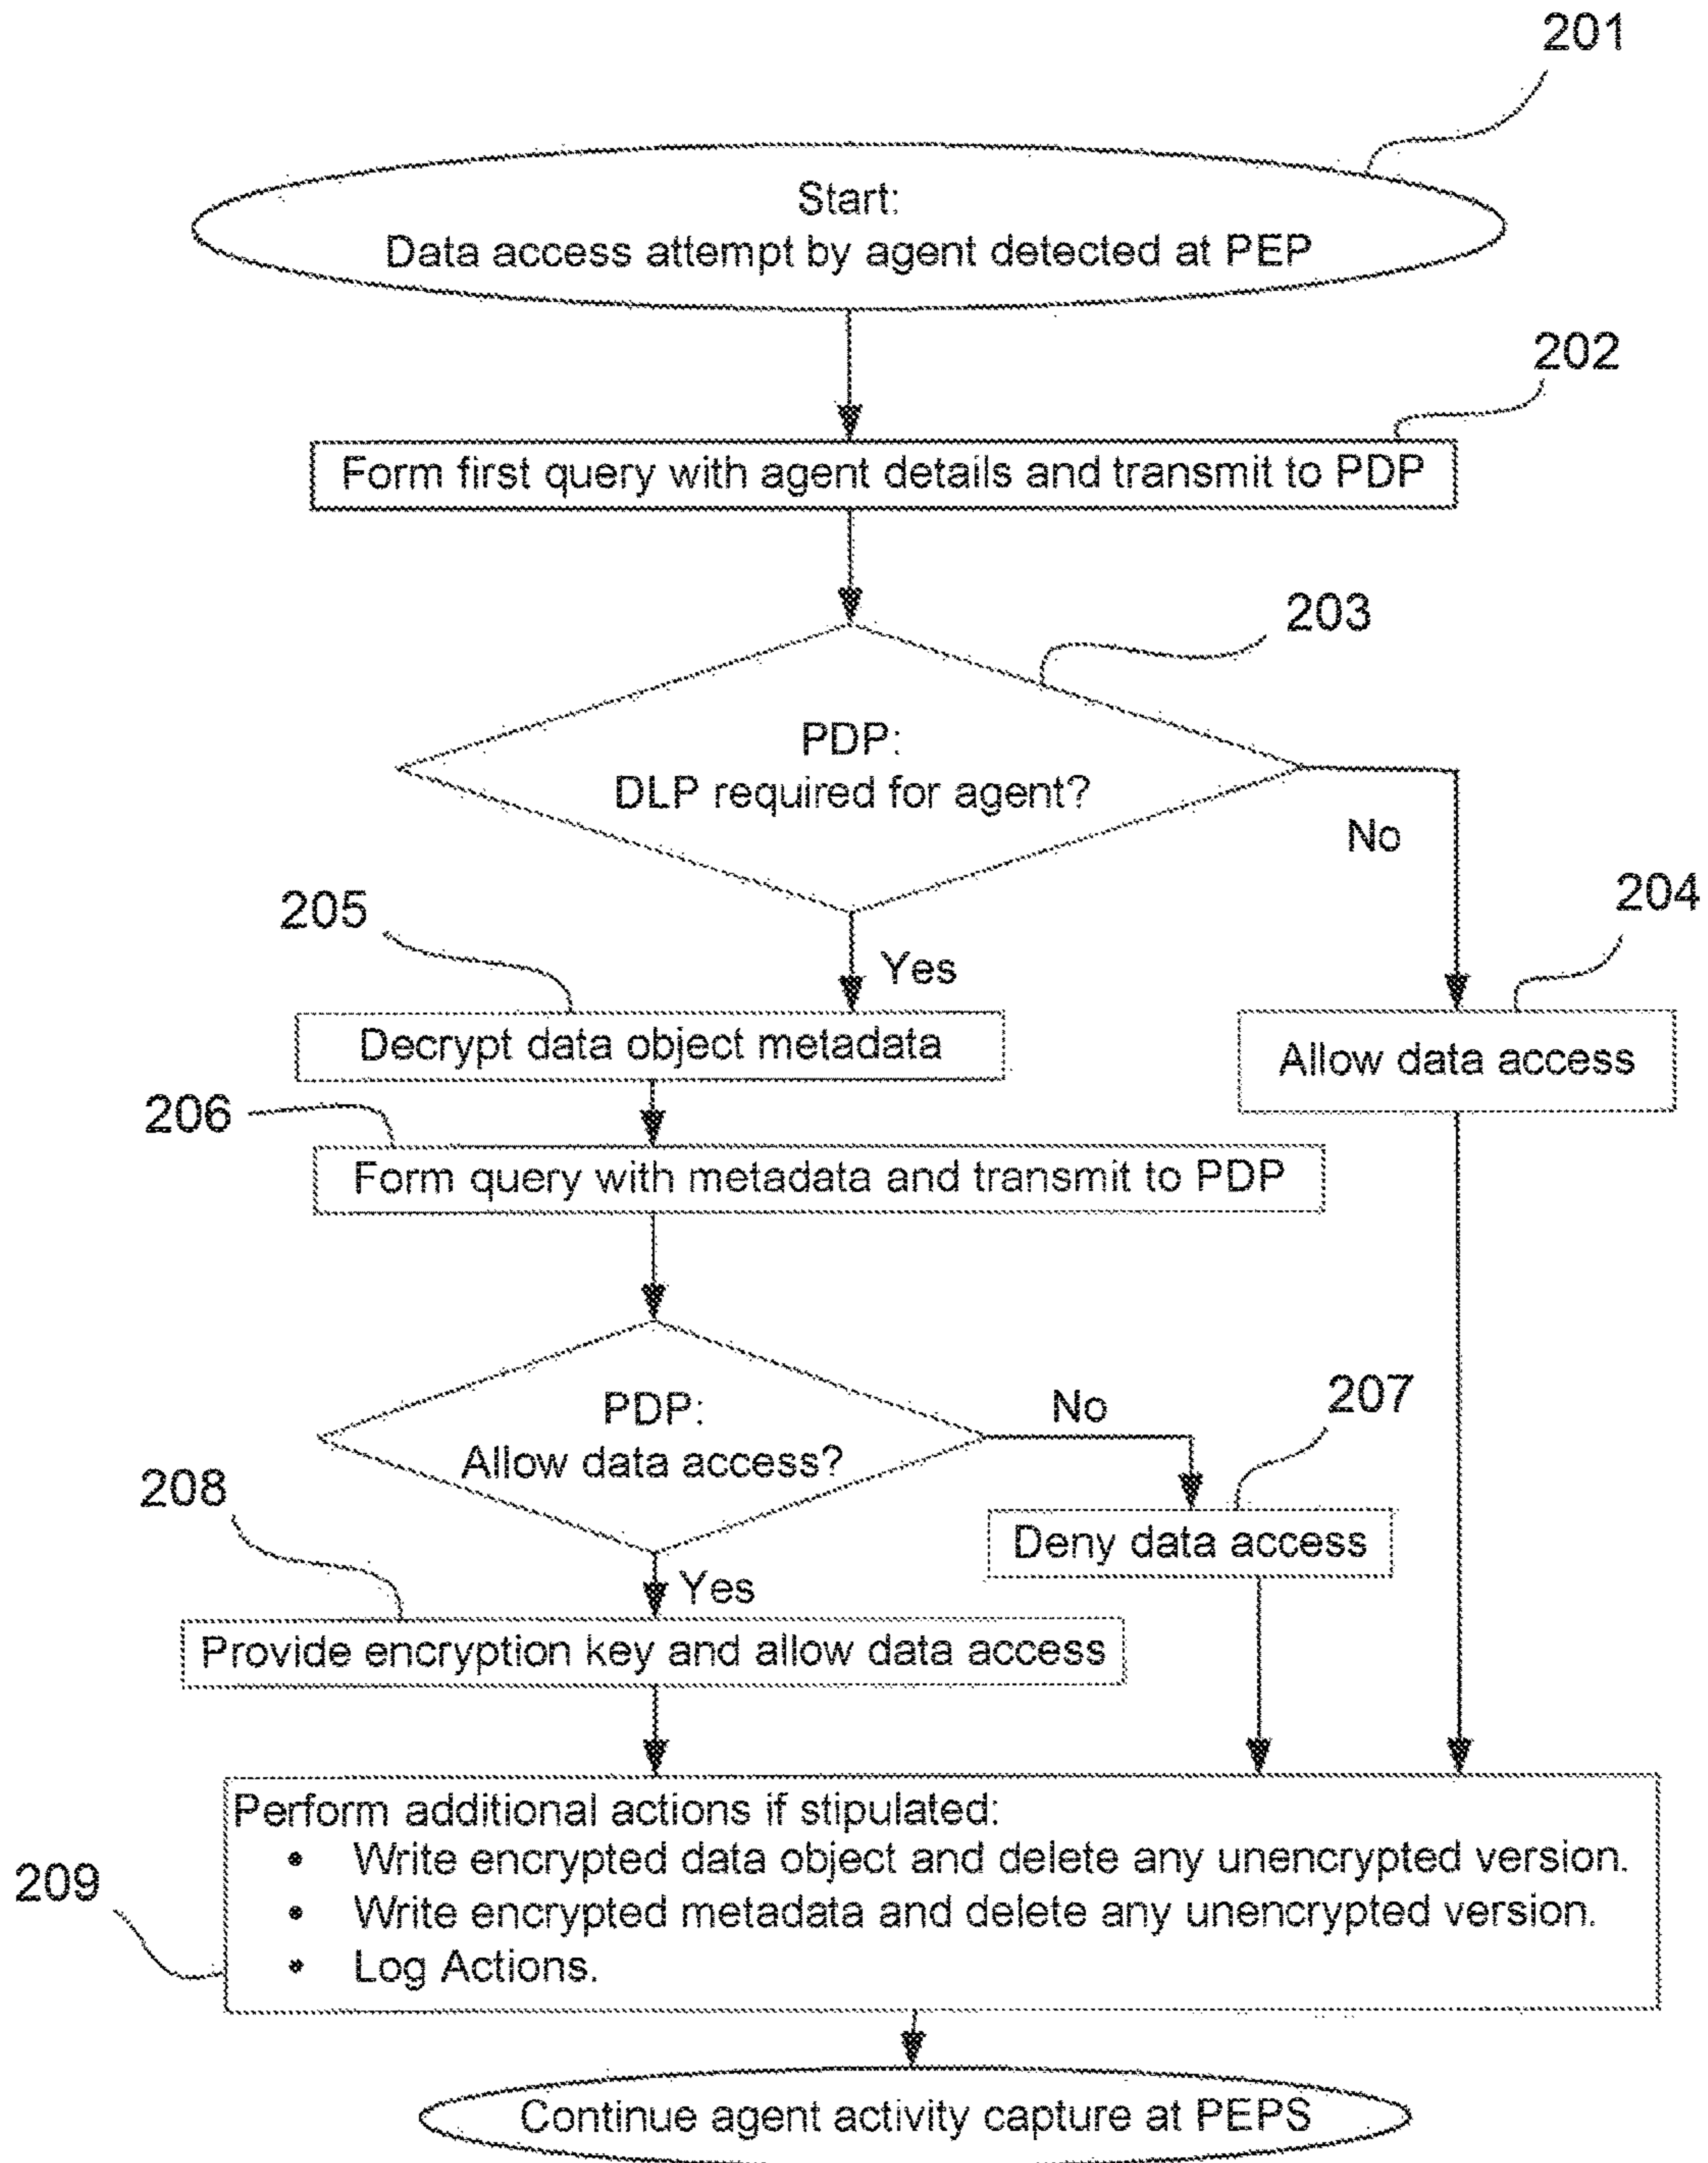 201
Start:
Data access attempt by agent detected at PEP
202
Form first query with agent details and transmit to PDP
203
PDP:
DLP required for agent?
No
204
205
Yes
Decrypt data object metadata
Allow data access
206
Form query with metadata and transmit to PDP
207
No
PDP:
Allow data access?
208
Deny data access
Yes
Provide encryption key and allow data access
Perform additional actions if stipulated:
• Write encrypted data object and delete any unencrypted version.
209
• Write encrypted metadata and delete any unencrypted version.
• Log Actions.
Continue agent activity capture at PEPS